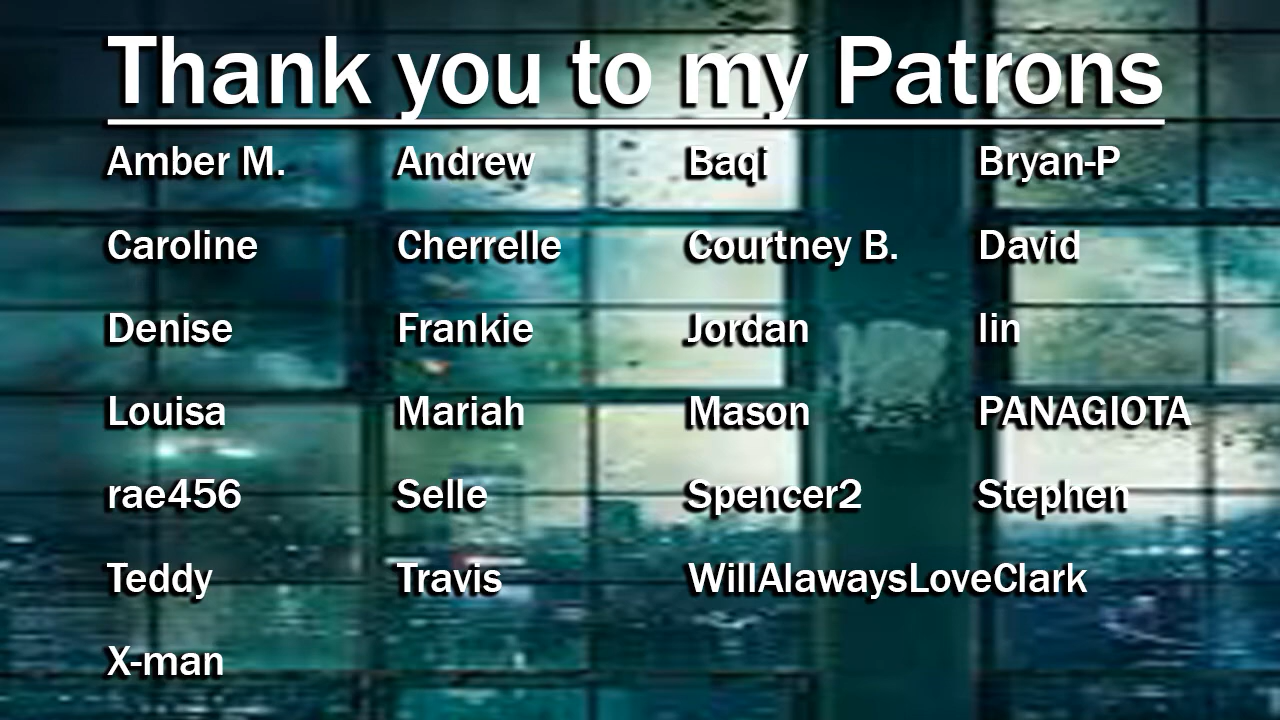 Thank you to my Patrons
Amber M. Andrew Baqi Bryan-P
Caroline Cherrelle Courtney B. David
Denise Frankie Jordan lin
Louisa Mariah Mason PANAGIOTA
rae456 Selle Spencer2 Stephen
Teddy Travis WillAlawaysLoveClark
X-man